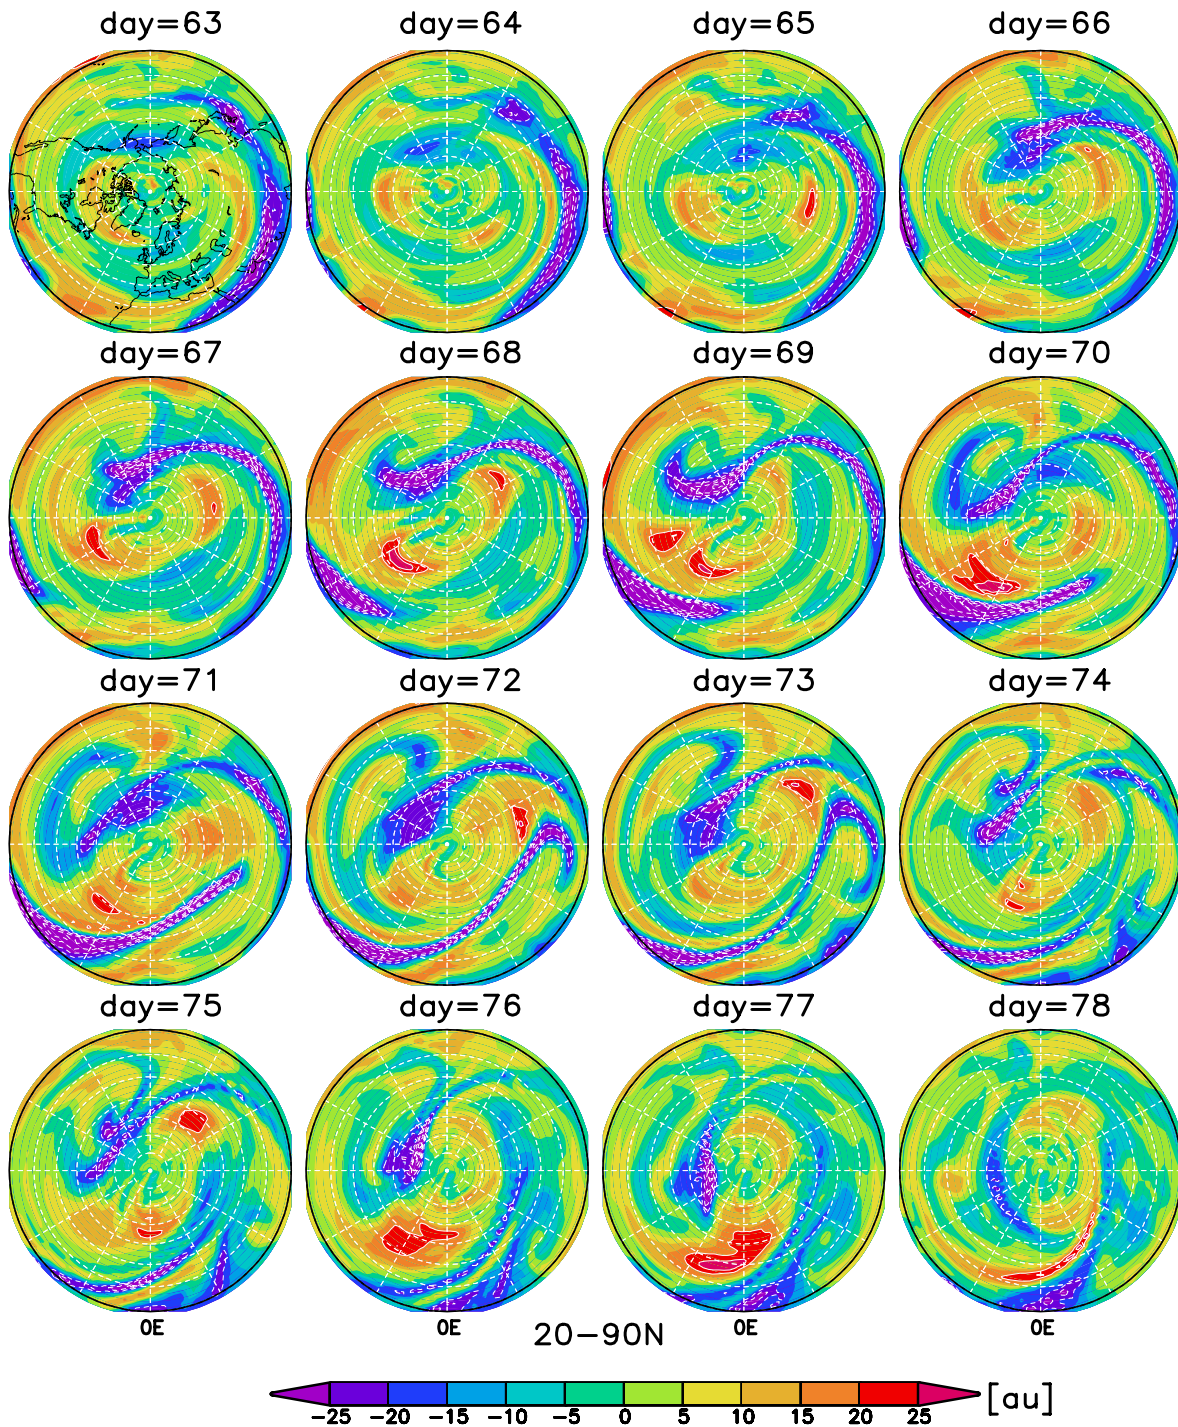 day=63 day=64 day=65 day=66
day=67 day=68 day=69 day=70
day=71 day=72 day=73 day=74
day=75 day=76 day=77 day=78
0E 0E 0E 0E
20-90N
-25 -20 -15 -10 -5 0 5 10 15 20 25 [au]